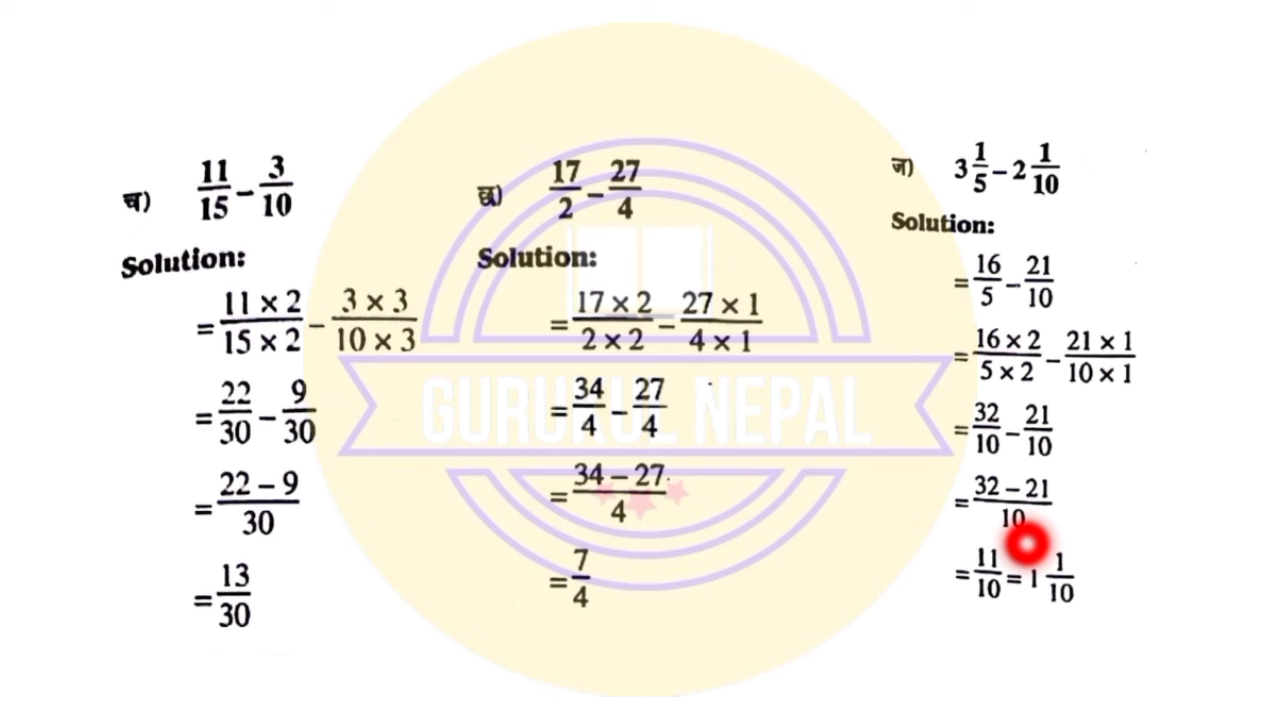 च) 11/15 − 3/10
Solution:
= 11 × 2/15 × 2 − 3 × 3/10 × 3
= 22/30 − 9/30
= 22 − 9/30
= 13/30
छ) 17/2 − 27/4
Solution:
= 17 × 2/2 × 2 − 27 × 1/4 × 1
= 34/4 − 27/4
= 34 − 27/4
= 7/4
ज) 3 1/5 − 2 1/10
Solution:
= 16/5 − 21/10
= 16 × 2/5 × 2 − 21 × 1/10 × 1
= 32/10 − 21/10
= 32 − 21/10
= 11/10 = 1 1/10
GURUKUL NEPAL